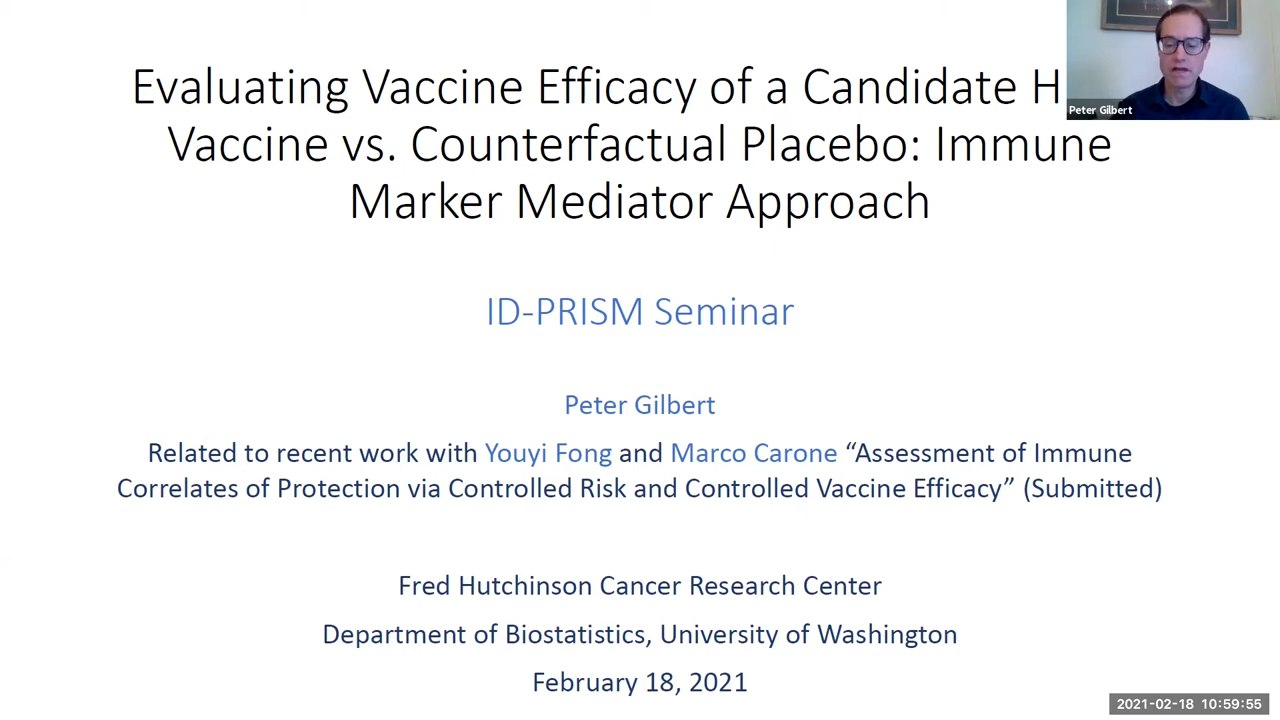 Evaluating Vaccine Efficacy of a Candidate H
Vaccine vs. Counterfactual Placebo: Immune
Marker Mediator Approach
Peter Gilbert
ID-PRISM Seminar
Peter Gilbert
Related to recent work with Youyi Fong and Marco Carone “Assessment of Immune
Correlates of Protection via Controlled Risk and Controlled Vaccine Efficacy” (Submitted)
Fred Hutchinson Cancer Research Center
Department of Biostatistics, University of Washington
February 18, 2021
2021-02-18 10:59:55